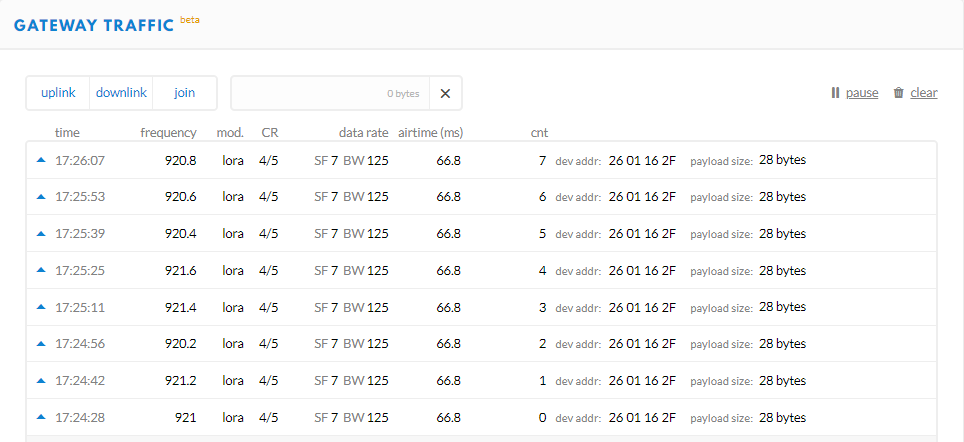 GATEWAY TRAFFIC beta
uplink downlink join 0 bytes pause clear
time frequency mod. CR data rate airtime (ms) cnt
17:26:07 920.8 lora 4/5 SF 7 BW 125 66.8 7 dev addr: 26 01 16 2F payload size: 28 bytes
17:25:53 920.6 lora 4/5 SF 7 BW 125 66.8 6 dev addr: 26 01 16 2F payload size: 28 bytes
17:25:39 920.4 lora 4/5 SF 7 BW 125 66.8 5 dev addr: 26 01 16 2F payload size: 28 bytes
17:25:25 921.6 lora 4/5 SF 7 BW 125 66.8 4 dev addr: 26 01 16 2F payload size: 28 bytes
17:25:11 921.4 lora 4/5 SF 7 BW 125 66.8 3 dev addr: 26 01 16 2F payload size: 28 bytes
17:24:56 920.2 lora 4/5 SF 7 BW 125 66.8 2 dev addr: 26 01 16 2F payload size: 28 bytes
17:24:42 921.2 lora 4/5 SF 7 BW 125 66.8 1 dev addr: 26 01 16 2F payload size: 28 bytes
17:24:28 921 lora 4/5 SF 7 BW 125 66.8 0 dev addr: 26 01 16 2F payload size: 28 bytes